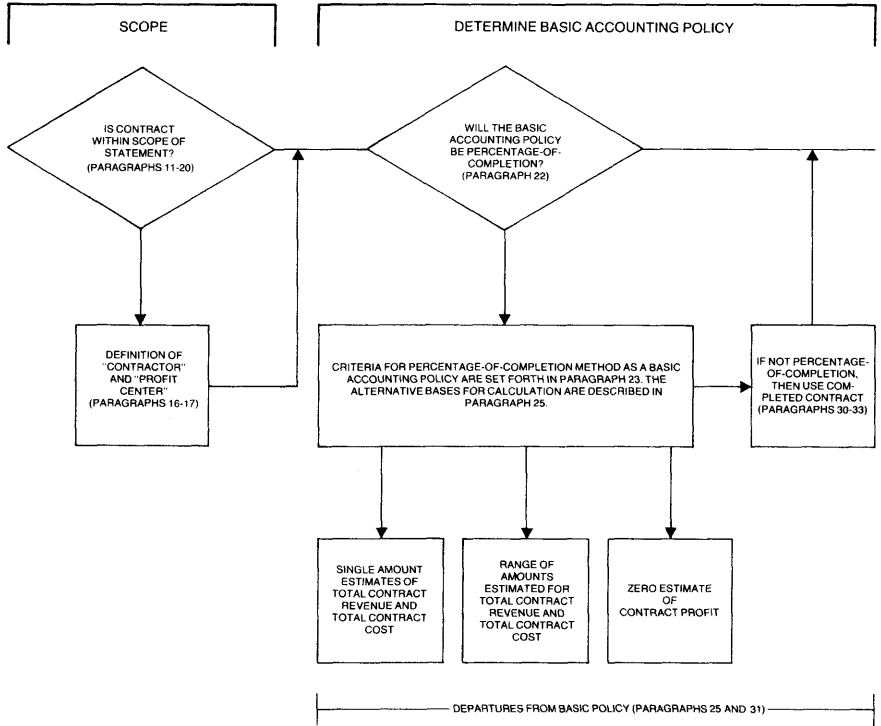 SCOPE
DETERMINE BASIC ACCOUNTING POLICY
IS CONTRACT
WITHIN SCOPE OF
STATEMENT?
(PARAGRAPHS 11-20)
WILL THE BASIC
ACCOUNTING POLICY
BE PERCENTAGE-OF-
COMPLETION?
(PARAGRAPH 22)
DEFINITION OF
"CONTRACTOR"
AND "PROFIT
CENTER"
(PARAGRAPHS 16-17)
CRITERIA FOR PERCENTAGE-OF-COMPLETION METHOD AS A BASIC
ACCOUNTING POLICY ARE SET FORTH IN PARAGRAPH 23. THE
ALTERNATIVE BASES FOR CALCULATION ARE DESCRIBED IN
PARAGRAPH 25.
IF NOT PERCENTAGE-
OF-COMPLETION,
THEN USE COM-
PLETED CONTRACT
(PARAGRAPHS 30-33)
SINGLE AMOUNT
ESTIMATES OF
TOTAL CONTRACT
REVENUE AND
TOTAL CONTRACT
COST
RANGE OF
AMOUNTS
ESTIMATED FOR
TOTAL CONTRACT
REVENUE AND
TOTAL CONTRACT
COST
ZERO ESTIMATE
OF
CONTRACT PROFIT
DEPARTURES FROM BASIC POLICY (PARAGRAPHS 25 AND 31)